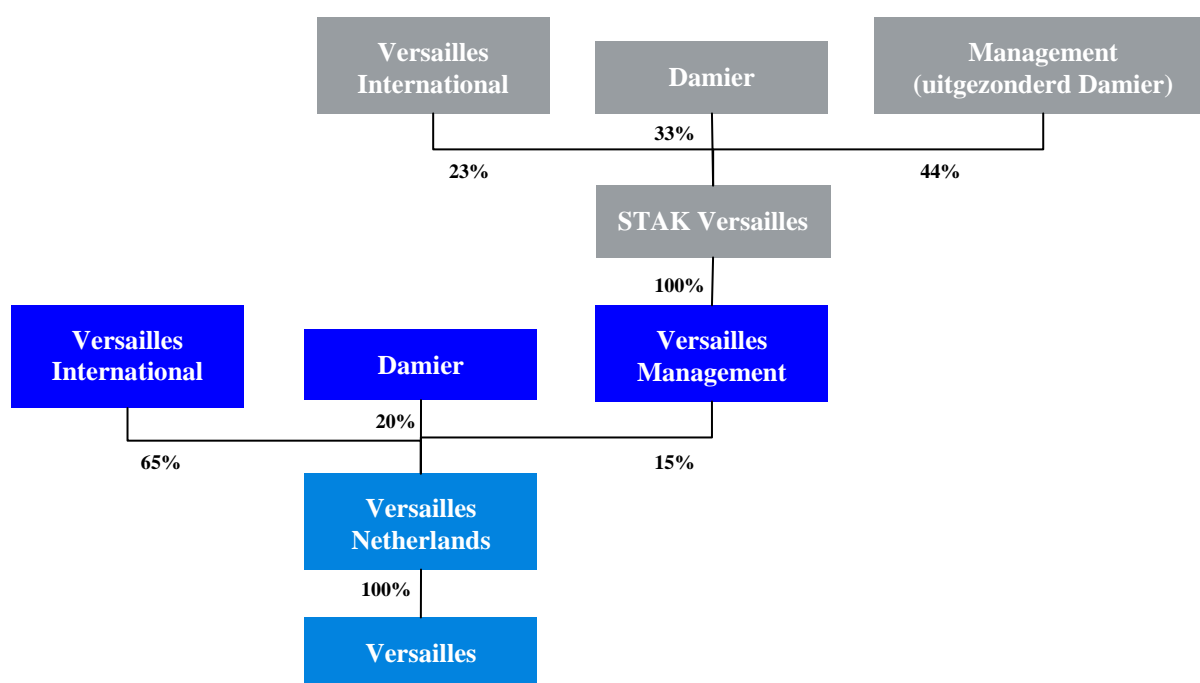 Versailles
International
Damier
Management
(uitgezonderd Damier)
33%
23%
44%
STAK Versailles
100%
Versailles
International
Damier
Versailles
Management
20%
65%
15%
Versailles
Netherlands
100%
Versailles